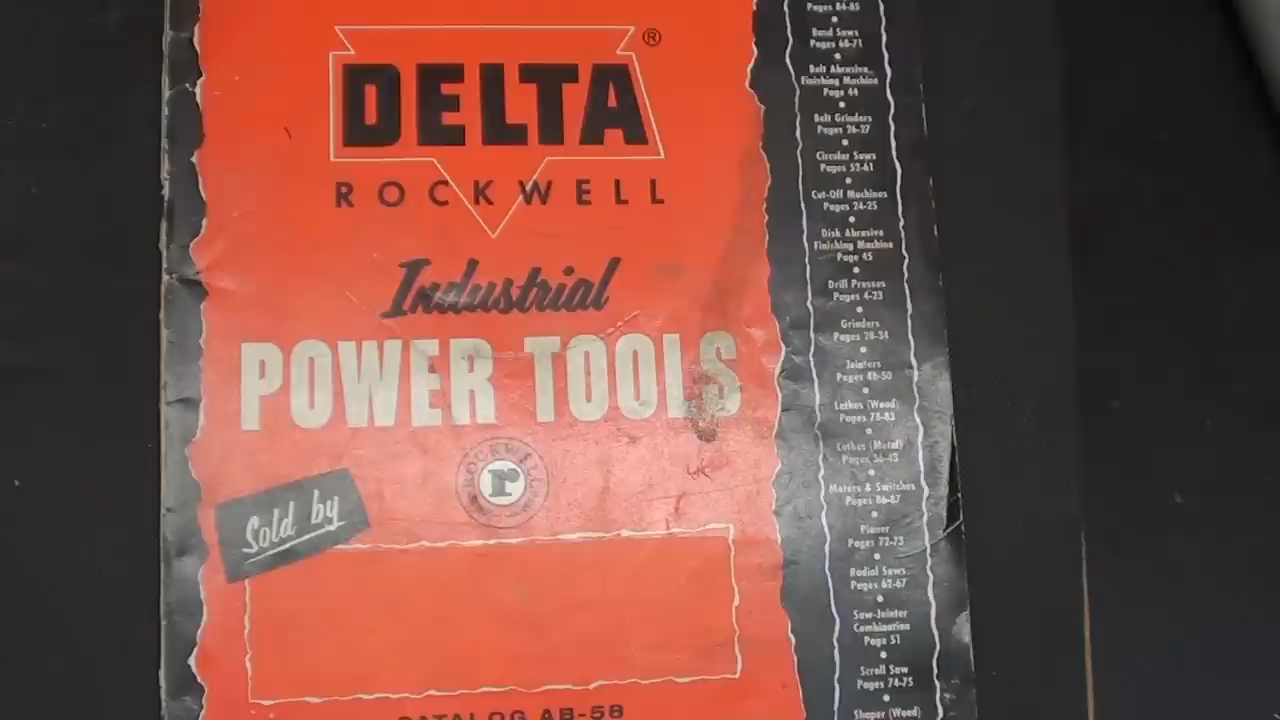 DELTA
®
ROCKWELL
Industrial
POWER TOOLS
ROCKWELL
r
Sold by
CATALOG AB-58
Pages 84-85
Band Saws
Pages 68-71
Belt Abrasive
Finishing Machine
Page 44
Belt Grinders
Pages 26-27
Circular Saws
Pages 52-61
Cut-Off Machines
Pages 24-25
Disk Abrasive
Finishing Machine
Page 45
Drill Presses
Pages 4-23
Grinders
Pages 28-34
Jointers
Pages 46-50
Lathes (Wood)
Pages 78-83
Lathes (Metal)
Pages 36-43
Motors & Switches
Pages 86-87
Planer
Pages 72-73
Radial Saws
Pages 62-67
Saw-Jointer
Combination
Page 51
Scroll Saw
Pages 74-75
Shaper (Wood)